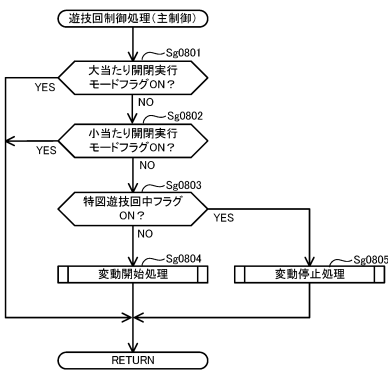 遊技回制御処理(主制御)
Sg0801
大当たり開閉実行
モードフラグON?
YES
NO
Sg0802
小当たり開閉実行
モードフラグON?
YES
NO
Sg0803
特図遊技回中フラグ
ON?
YES
NO
Sg0804
変動開始処理
Sg0805
変動停止処理
RETURN